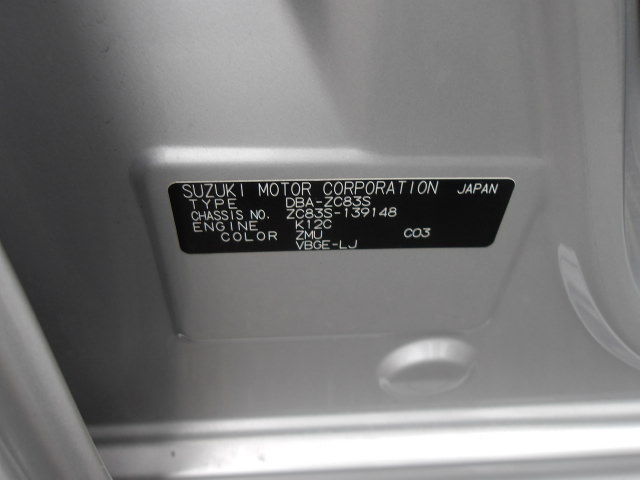 SUZUKI MOTOR CORPORATION JAPAN
TYPE DBA-ZC83S
CHASSIS NO. ZC83S-139148
ENGINE K12C
COLOR ZMU C03
VBGE-LJ